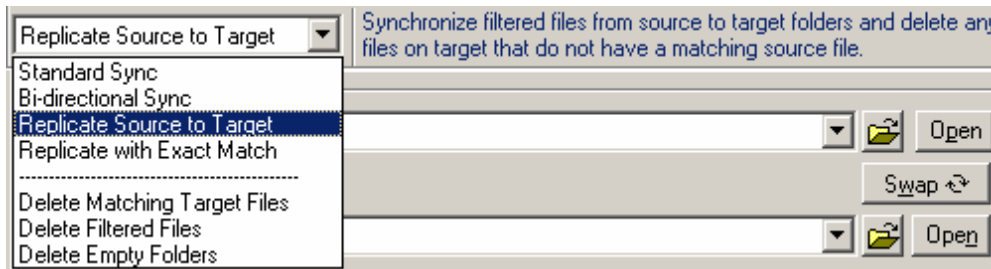 Replicate Source to Target
Synchronize filtered files from source to target folders and delete any
files on target that do not have a matching source file.
Standard Sync
Bi-directional Sync
Replicate Source to Target
Replicate with Exact Match
----------------------------------------
Delete Matching Target Files
Delete Filtered Files
Delete Empty Folders
Open
Swap
Open